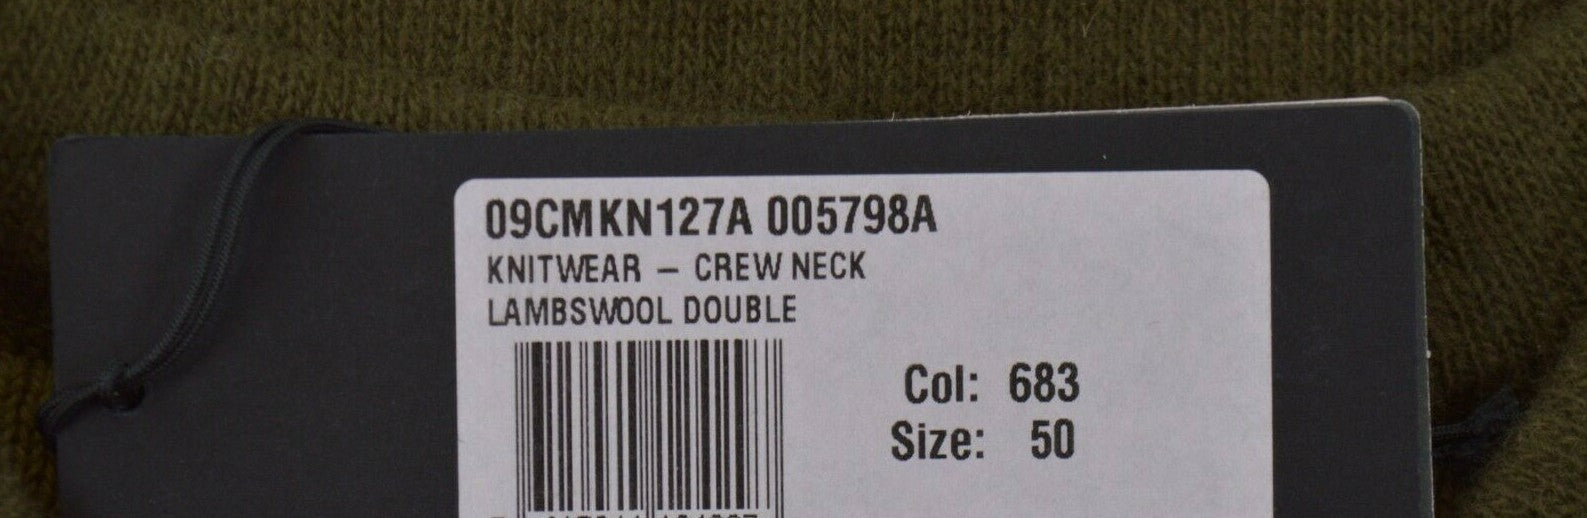 09CMKN127A 005798A
KNITWEAR – CREW NECK
LAMBSWOOL DOUBLE
Col: 683
Size: 50